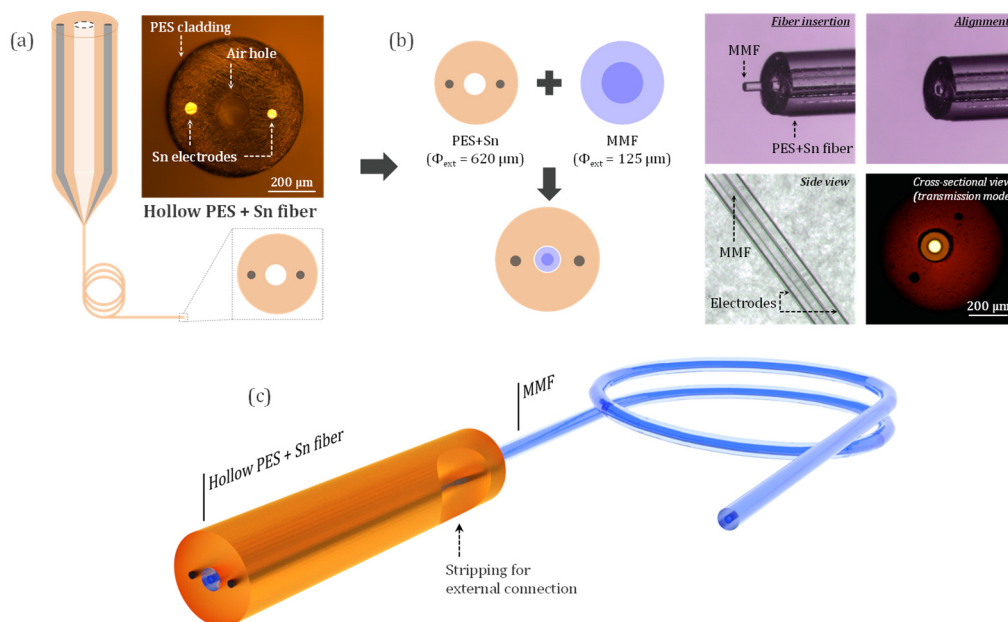 (a)
PES cladding
Air hole
Sn electrodes
200 μm
Hollow PES + Sn fiber
(b)
PES+Sn
(Φext = 620 μm)
MMF
(Φext = 125 μm)
Fiber insertion
MMF
PES+Sn fiber
Alignment
Side view
MMF
Electrodes
Cross-sectional view
(transmission mode
200 μm
(c)
Hollow PES + Sn fiber
MMF
Stripping for
external connection